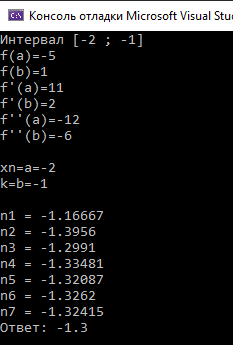 Консоль отладки Microsoft Visual Stu
Интервал [-2 ; -1]
f(a)=-5
f(b)=1
f'(a)=11
f'(b)=2
f''(a)=-12
f''(b)=-6
xn=a=-2
k=b=-1
n1 = -1.16667
n2 = -1.3956
n3 = -1.2991
n4 = -1.33481
n5 = -1.32087
n6 = -1.3262
n7 = -1.32415
Ответ: -1.3